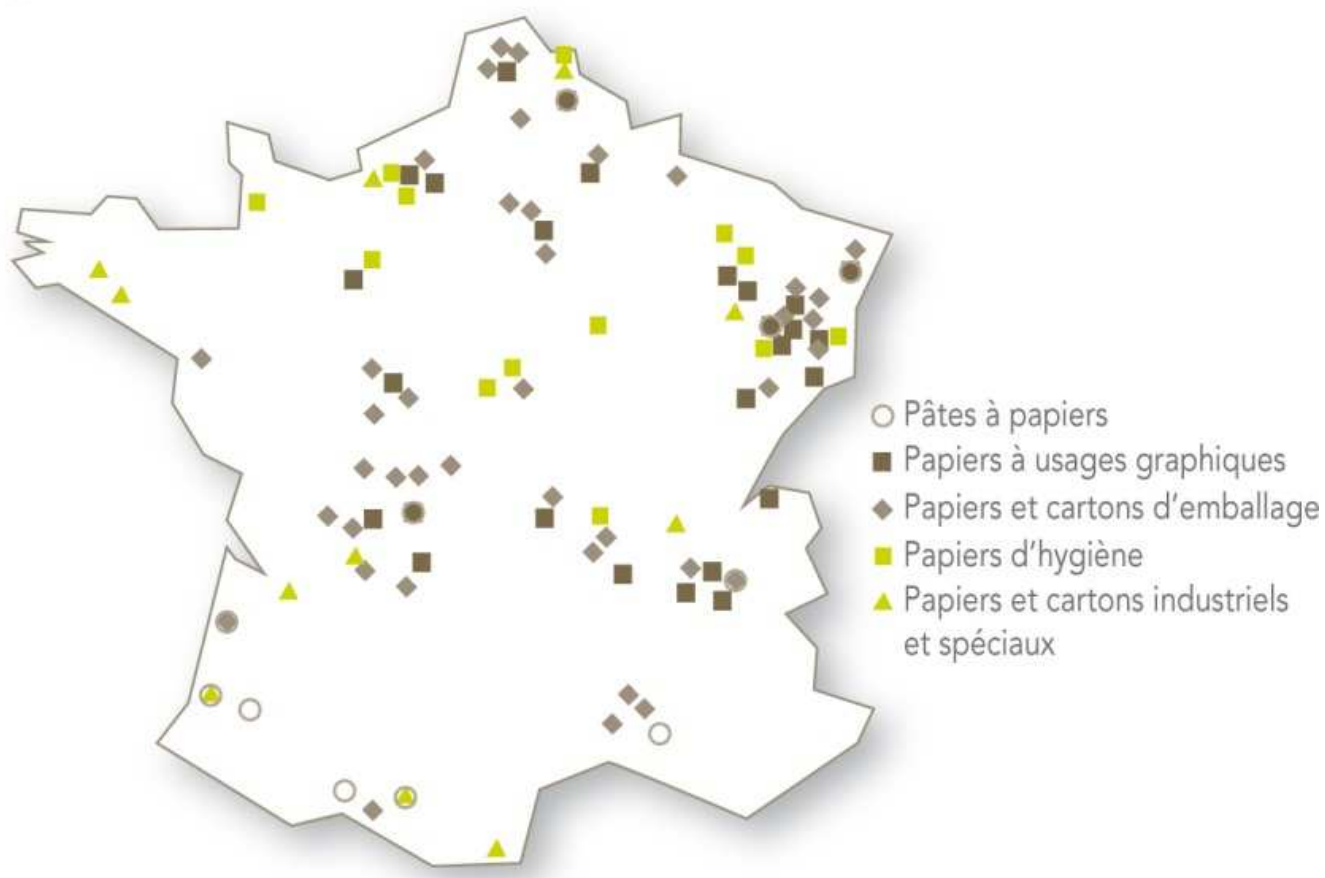 Pâtes à papiers
Papiers à usages graphiques
Papiers et cartons d'emballage
Papiers d'hygiène
Papiers et cartons industriels
et spéciaux